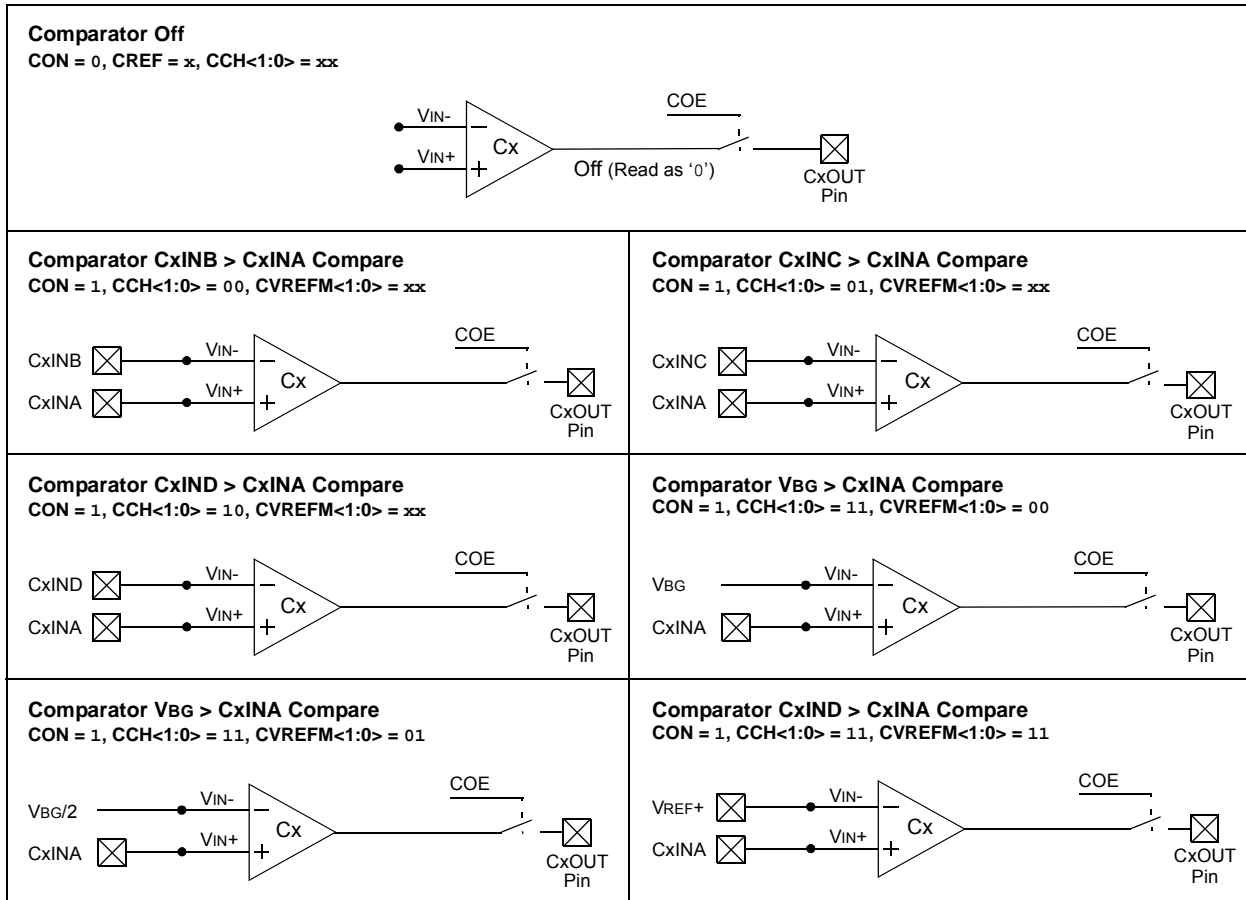 Comparator Off
CON = 0, CREF = x, CCH<1:0> = xx
COE
VIN-
VIN+
Cx
Off (Read as ‘0’)
CxOUT
Pin
Comparator CxINB > CxINA Compare
CON = 1, CCH<1:0> = 00, CVREFM<1:0> = xx
COE
CxINB
VIN-
CxINA
VIN+
Cx
CxOUT
Pin
Comparator CxINC > CxINA Compare
CON = 1, CCH<1:0> = 01, CVREFM<1:0> = xx
COE
CxINC
VIN-
CxINA
VIN+
Cx
CxOUT
Pin
Comparator CxIND > CxINA Compare
CON = 1, CCH<1:0> = 10, CVREFM<1:0> = xx
COE
CxIND
VIN-
CxINA
VIN+
Cx
CxOUT
Pin
Comparator VBG > CxINA Compare
CON = 1, CCH<1:0> = 11, CVREFM<1:0> = 00
COE
VBG
VIN-
CxINA
VIN+
Cx
CxOUT
Pin
Comparator VBG > CxINA Compare
CON = 1, CCH<1:0> = 11, CVREFM<1:0> = 01
COE
VBG/2
VIN-
CxINA
VIN+
Cx
CxOUT
Pin
Comparator CxIND > CxINA Compare
CON = 1, CCH<1:0> = 11, CVREFM<1:0> = 11
COE
VREF+
VIN-
CxINA
VIN+
Cx
CxOUT
Pin